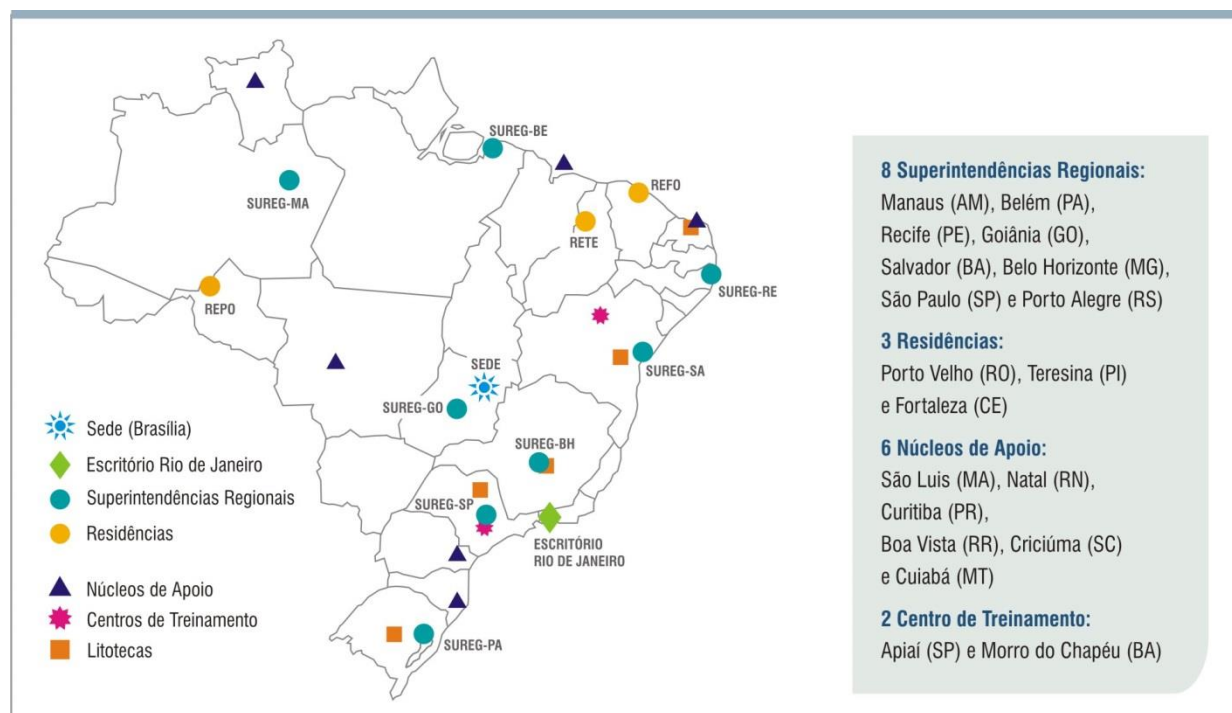 SUREG-BE
SUREG-MA
REFO
RETE
REPO
SUREG-RE
SEDE
SUREG-SA
SUREG-GO
SUREG-BH
SUREG-SP
ESCRITÓRIO
RIO DE JANEIRO
SUREG-PA
Sede (Brasília)
Escritório Rio de Janeiro
Superintendências Regionais
Residências
Núcleos de Apoio
Centros de Treinamento
Litotecas
8 Superintendências Regionais:
Manaus (AM), Belém (PA),
Recife (PE), Goiânia (GO),
Salvador (BA), Belo Horizonte (MG),
São Paulo (SP) e Porto Alegre (RS)
3 Residências:
Porto Velho (RO), Teresina (PI)
e Fortaleza (CE)
6 Núcleos de Apoio:
São Luis (MA), Natal (RN),
Curitiba (PR),
Boa Vista (RR), Criciúma (SC)
e Cuiabá (MT)
2 Centro de Treinamento:
Apiaí (SP) e Morro do Chapéu (BA)